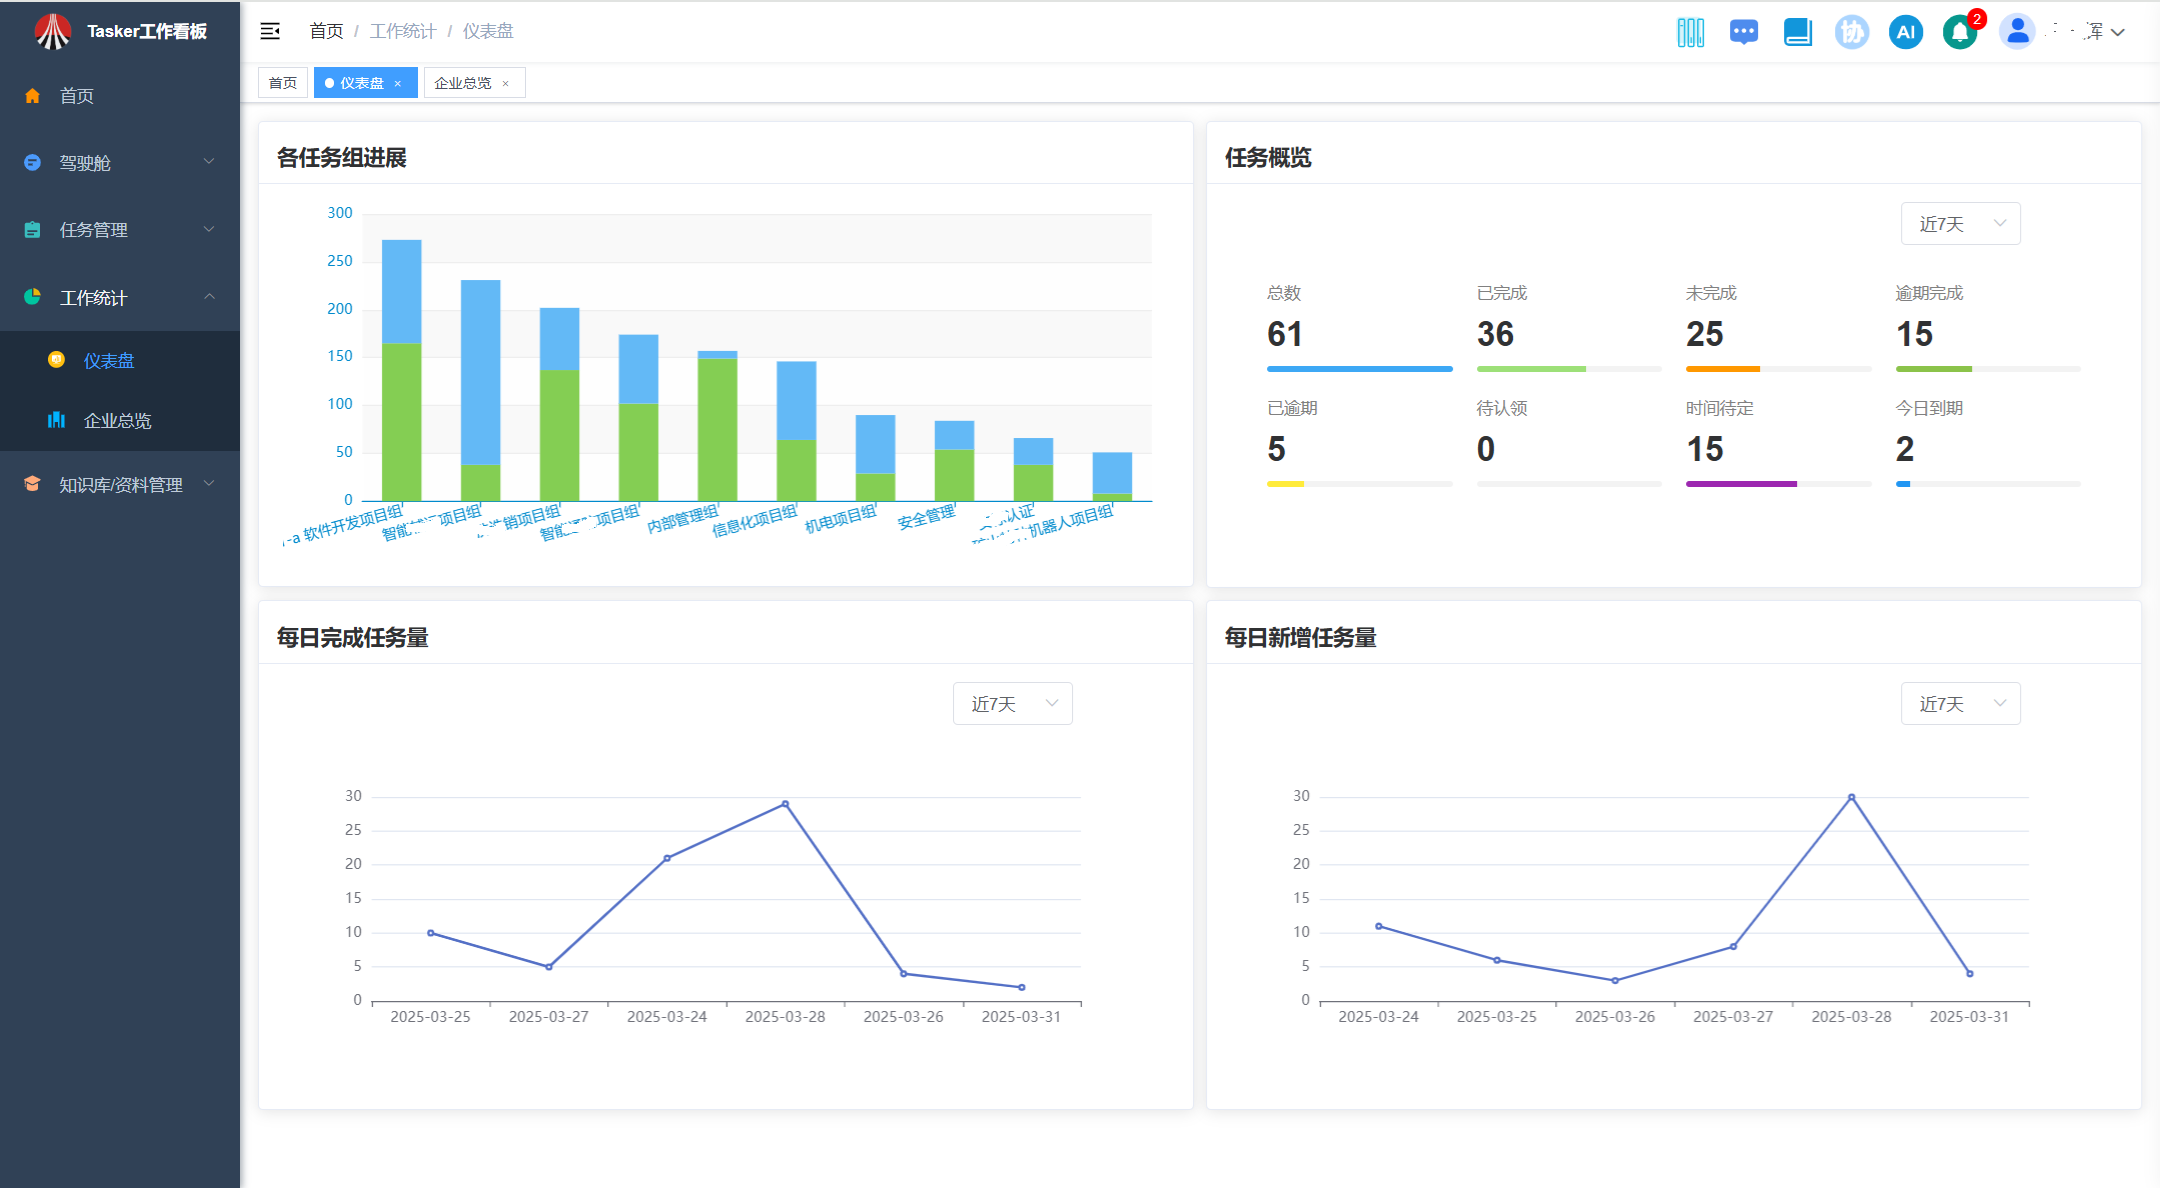 Tasker工作看板
首页 / 工作统计 / 仪表盘
协
AI
2
辉
首页
驾驶舱
任务管理
工作统计
仪表盘
企业总览
知识库/资料管理
首页
仪表盘 ×
企业总览 ×
各任务组进展
300
250
200
150
100
50
0
-a 软件开发项目组
智能 项目组
销项目组
智能 项目组
内部管理组
信息化项目组
机电项目组
安全管理
认证
机器人项目组
任务概览
近7天
总数 已完成 未完成 逾期完成
61 36 25 15
已逾期 待认领 时间待定 今日到期
5 0 15 2
每日完成任务量
近7天
30
25
20
15
10
5
0
2025-03-25 2025-03-27 2025-03-24 2025-03-28 2025-03-26 2025-03-31
每日新增任务量
近7天
30
25
20
15
10
5
0
2025-03-24 2025-03-25 2025-03-26 2025-03-27 2025-03-28 2025-03-31